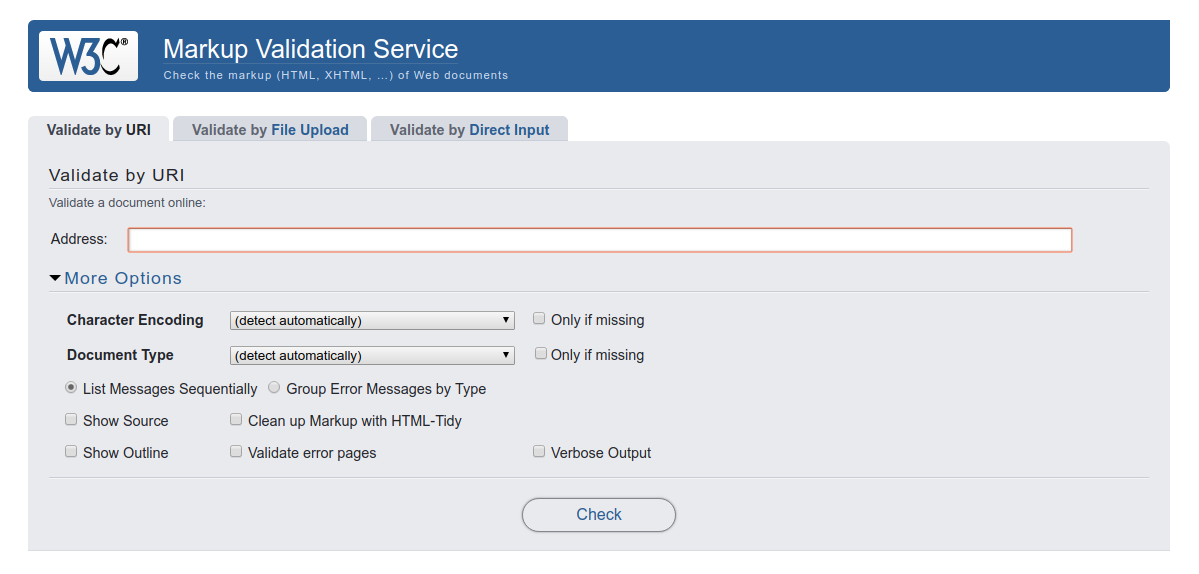 W3C®
Markup Validation Service
Check the markup (HTML, XHTML, …) of Web documents
Validate by URI Validate by File Upload Validate by Direct Input
Validate by URI
Validate a document online:
Address:
More Options
Character Encoding (detect automatically) Only if missing
Document Type (detect automatically) Only if missing
List Messages Sequentially Group Error Messages by Type
Show Source Clean up Markup with HTML-Tidy
Show Outline Validate error pages Verbose Output
Check